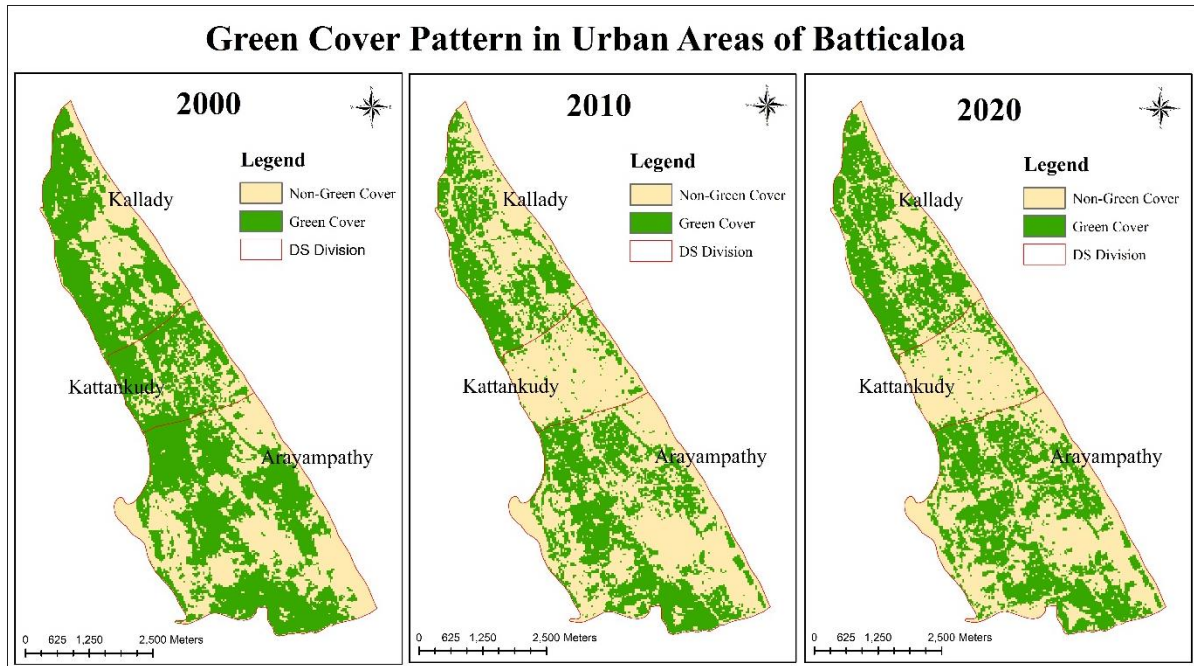 Green Cover Pattern in Urban Areas of Batticaloa
2000
Legend
Non-Green Cover
Green Cover
DS Division
Kallady
Kattankudy
Arayampathy
0 625 1,250 2,500 Meters
2010
Legend
Non-Green Cover
Green Cover
DS Division
Kallady
Kattankudy
Arayampathy
0 625 1,250 2,500 Meters
2020
Legend
Non-Green Cover
Green Cover
DS Division
Kallady
Kattankudy
Arayampathy
0 625 1,250 2,500 Meters